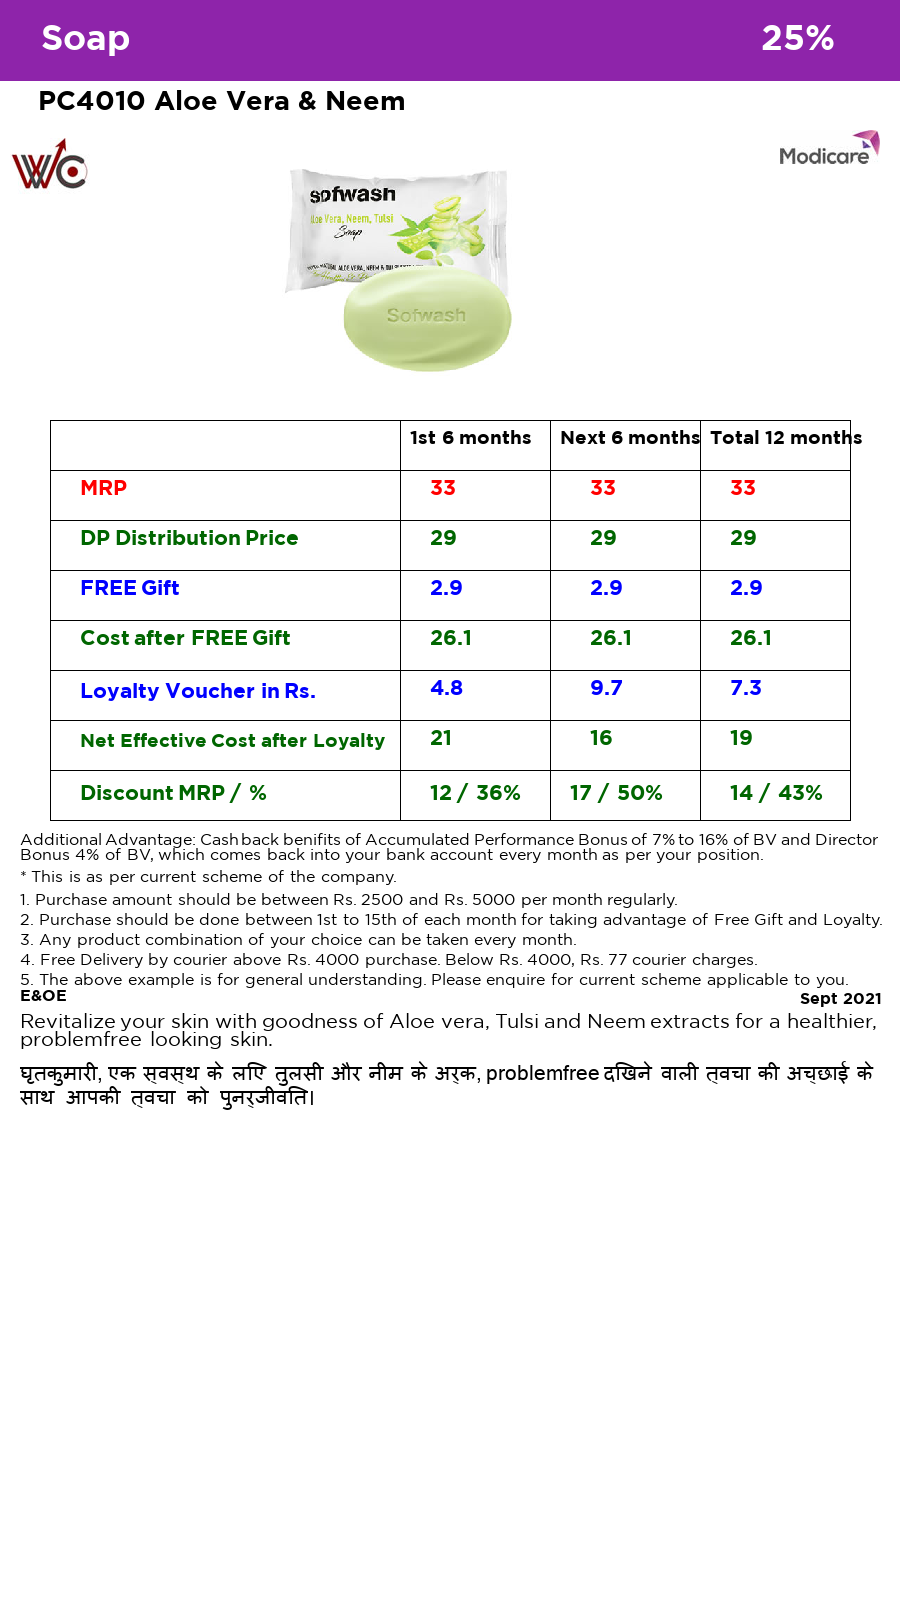 Soap 25%
PC4010 Aloe Vera & Neem
WC
Modicare
sofwash
Aloe Vera, Neem, Tulsi
Soap
Sofwash
1st 6 months Next 6 months Total 12 months
MRP 33 33 33
DP Distribution Price 29 29 29
FREE Gift 2.9 2.9 2.9
Cost after FREE Gift 26.1 26.1 26.1
Loyalty Voucher in Rs. 4.8 9.7 7.3
Net Effective Cost after Loyalty 21 16 19
Discount MRP / % 12 / 36% 17 / 50% 14 / 43%
Additional Advantage: Cashback benifits of Accumulated Performance Bonus of 7% to 16% of BV and Director
Bonus 4% of BV, which comes back into your bank account every month as per your position.
* This is as per current scheme of the company.
1. Purchase amount should be between Rs. 2500 and Rs. 5000 per month regularly.
2. Purchase should be done between 1st to 15th of each month for taking advantage of Free Gift and Loyalty.
3. Any product combination of your choice can be taken every month.
4. Free Delivery by courier above Rs. 4000 purchase. Below Rs. 4000, Rs. 77 courier charges.
5. The above example is for general understanding. Please enquire for current scheme applicable to you.
E&OE Sept 2021
Revitalize your skin with goodness of Aloe vera, Tulsi and Neem extracts for a healthier,
problemfree looking skin.
घृतकुमारी, एक स्वस्थ के लिए तुलसी और नीम के अर्क, problemfree दिखने वाली त्वचा की अच्छाई के
साथ आपकी त्वचा को पुनर्जीवित।